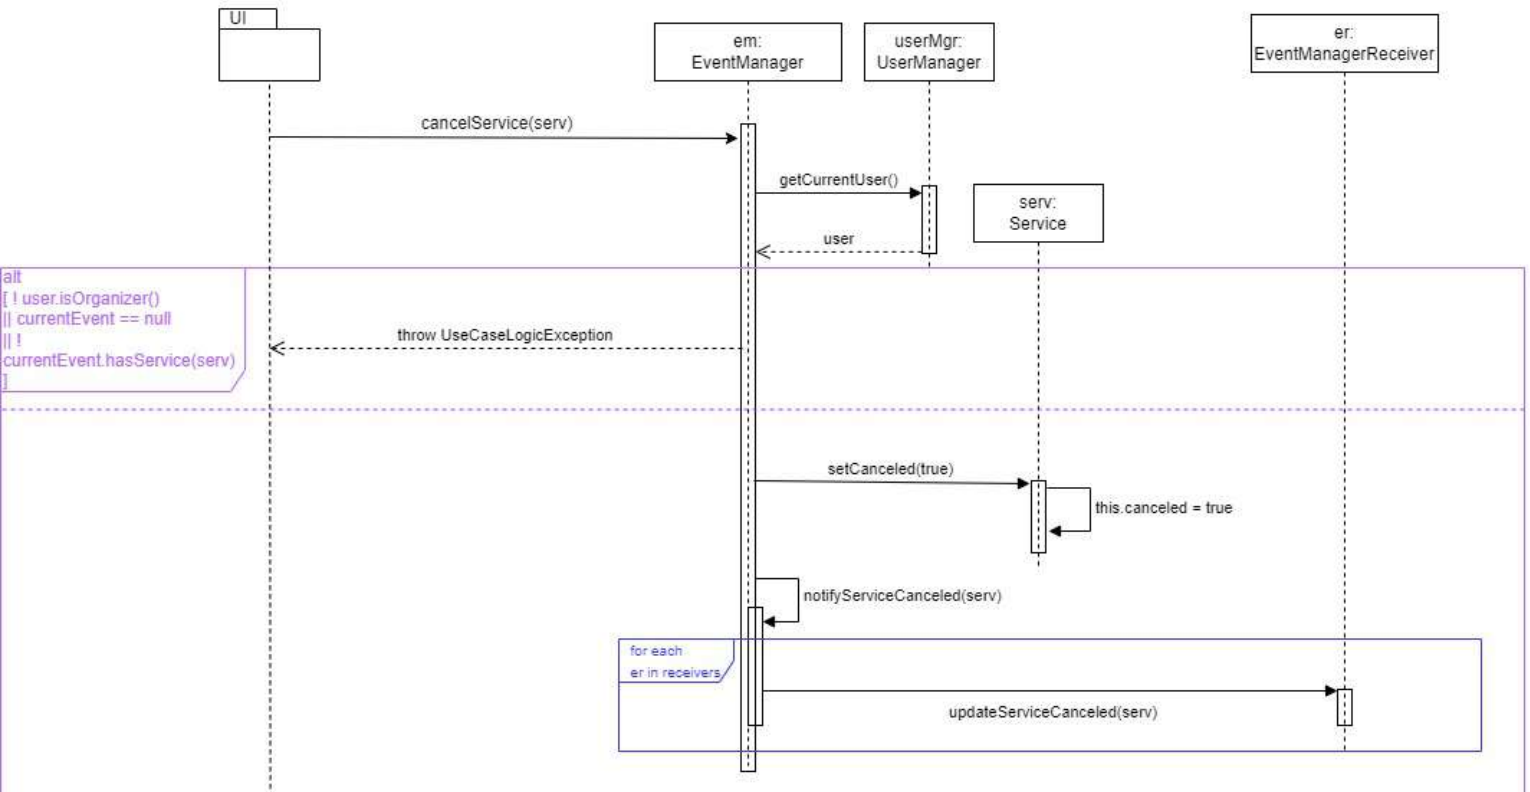 UI
em:
EventManager
userMgr:
UserManager
er:
EventManagerReceiver
cancelService(serv)
getCurrentUser()
serv:
Service
user
alt
[ ! user.isOrganizer()
|| currentEvent == null
|| !
currentEvent.hasService(serv)
]
throw UseCaseLogicException
setCanceled(true)
this.canceled = true
notifyServiceCanceled(serv)
for each
er in receivers
updateServiceCanceled(serv)